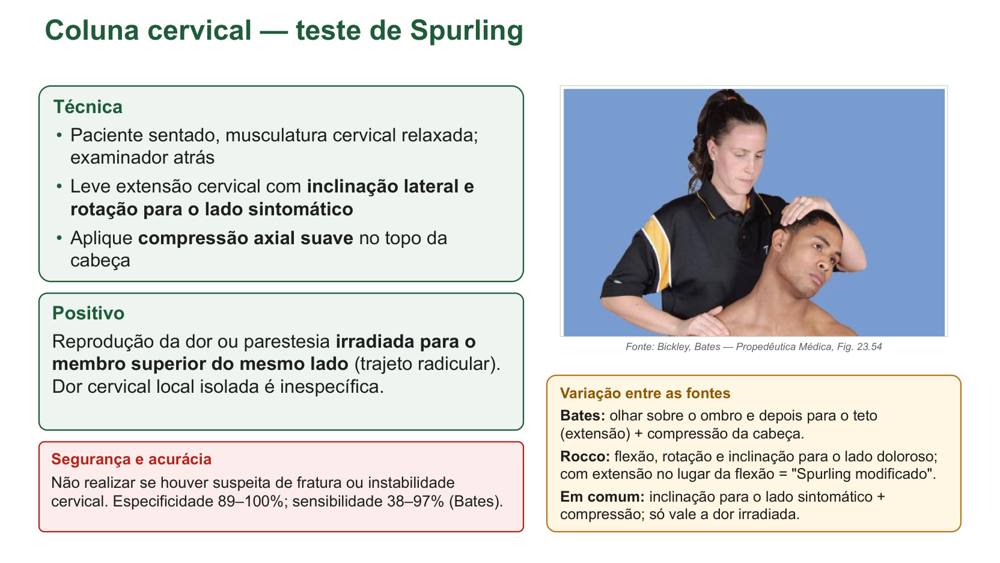 Coluna cervical — teste de Spurling
Técnica
• Paciente sentado, musculatura cervical relaxada;
examinador atrás
• Leve extensão cervical com inclinação lateral e
rotação para o lado sintomático
• Aplique compressão axial suave no topo da
cabeça
Positivo
Reprodução da dor ou parestesia irradiada para o
membro superior do mesmo lado (trajeto radicular).
Dor cervical local isolada é inespecífica.
Segurança e acurácia
Não realizar se houver suspeita de fratura ou instabilidade
cervical. Especificidade 89–100%; sensibilidade 38–97% (Bates).
Fonte: Bickley, Bates — Propedêutica Médica, Fig. 23.54
Variação entre as fontes
Bates: olhar sobre o ombro e depois para o teto
(extensão) + compressão da cabeça.
Rocco: flexão, rotação e inclinação para o lado doloroso;
com extensão no lugar da flexão = "Spurling modificado".
Em comum: inclinação para o lado sintomático +
compressão; só vale a dor irradiada.